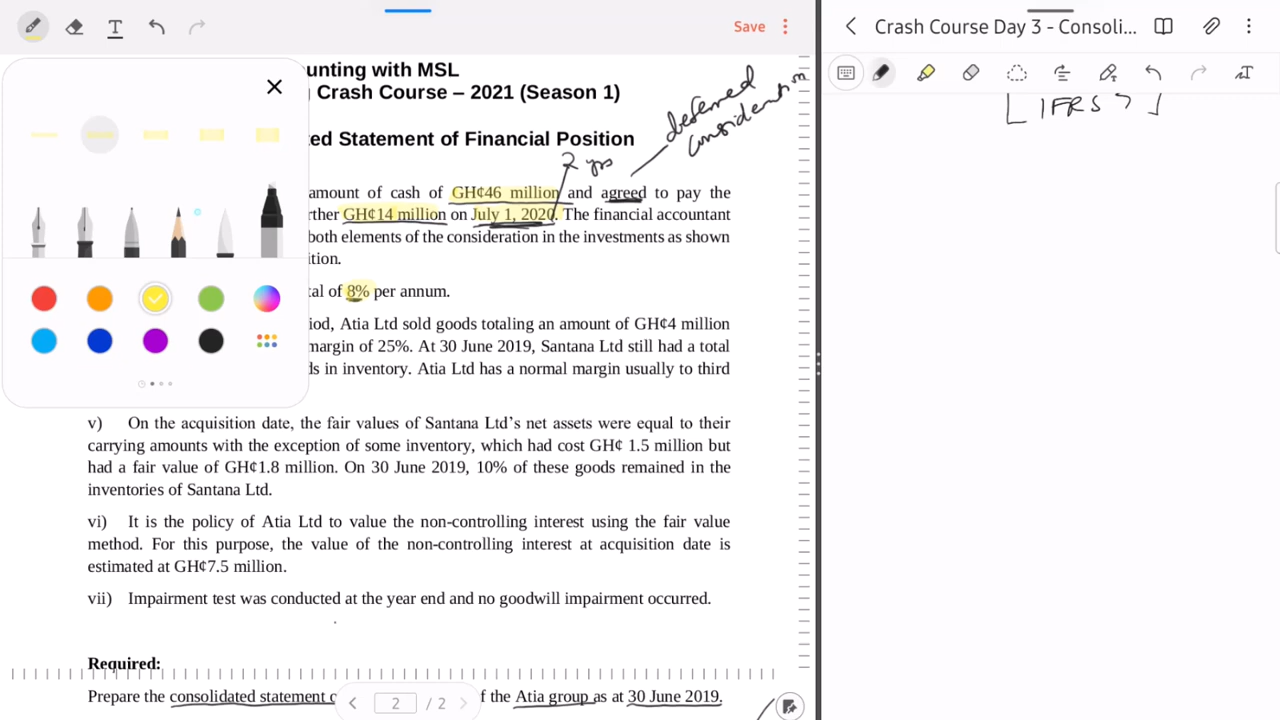 Save
Crash Course Day 3 - Consoli...
unting with MSL
Crash Course – 2021 (Season 1)
ed Statement of Financial Position
deferred
consideration
2 yrs
[IFRS 3]
amount of cash of GH¢46 million and agreed to pay the
rther GH¢14 million on July 1, 2020. The financial accountant
both elements of the consideration in the investments as shown
ition.
tal of 8% per annum.
iod, Atia Ltd sold goods totaling an amount of GH¢4 million
margin of 25%. At 30 June 2019, Santana Ltd still had a total
ds in inventory. Atia Ltd has a normal margin usually to third
v) On the acquisition date, the fair values of Santana Ltd's net assets were equal to their
carrying amounts with the exception of some inventory, which had cost GH¢ 1.5 million but
had a fair value of GH¢1.8 million. On 30 June 2019, 10% of these goods remained in the
inventories of Santana Ltd.
vi) It is the policy of Atia Ltd to value the non-controlling interest using the fair value
method. For this purpose, the value of the non-controlling interest at acquisition date is
estimated at GH¢7.5 million.
vii) Impairment test was conducted at the year end and no goodwill impairment occurred.
Required:
Prepare the consolidated statement of the Atia group as at 30 June 2019.
2 / 2